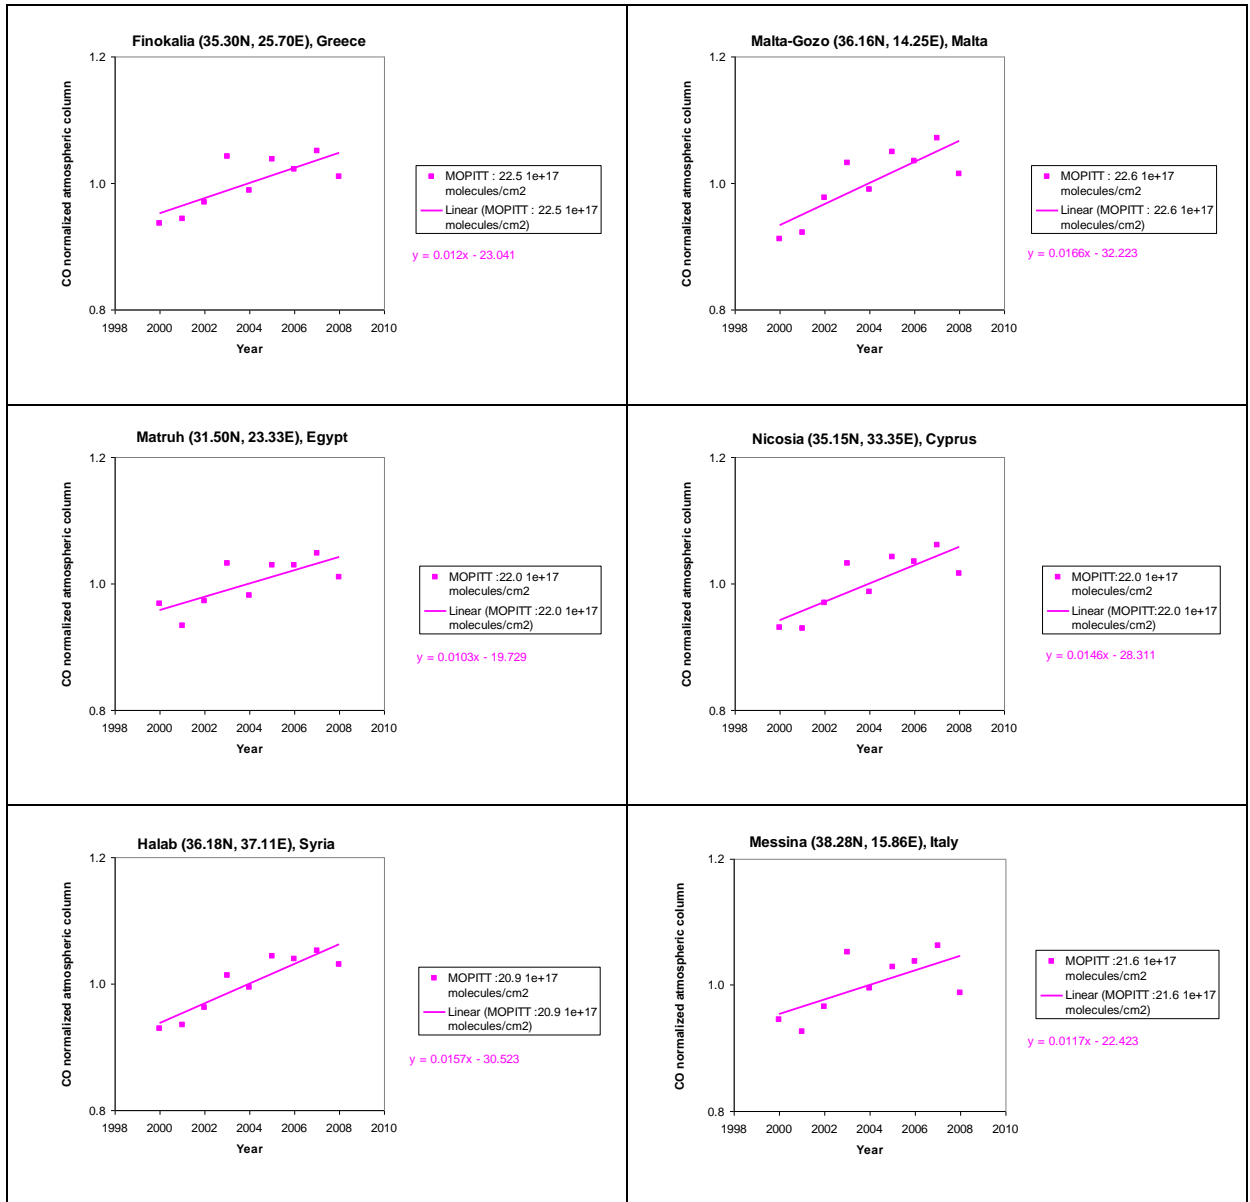 Finokalia (35.30N, 25.70E), Greece
1.2
1.0
0.8
CO normalized atmospheric column
1998 2000 2002 2004 2006 2008 2010
Year
MOPITT : 22.5 1e+17
molecules/cm2
Linear (MOPITT : 22.5 1e+17
molecules/cm2)
y = 0.012x - 23.041
Malta-Gozo (36.16N, 14.25E), Malta
1.2
1.0
0.8
CO normalized atmospheric column
1998 2000 2002 2004 2006 2008 2010
Year
MOPITT : 22.6 1e+17
molecules/cm2
Linear (MOPITT : 22.6 1e+17
molecules/cm2)
y = 0.0166x - 32.223
Matruh (31.50N, 23.33E), Egypt
1.2
1.0
0.8
CO normalized atmospheric column
1998 2000 2002 2004 2006 2008 2010
Year
MOPITT :22.0 1e+17
molecules/cm2
Linear (MOPITT :22.0 1e+17
molecules/cm2)
y = 0.0103x - 19.729
Nicosia (35.15N, 33.35E), Cyprus
1.2
1.0
0.8
CO normalized atmospheric column
1998 2000 2002 2004 2006 2008 2010
Year
MOPITT:22.0 1e+17
molecules/cm2
Linear (MOPITT:22.0 1e+17
molecules/cm2)
y = 0.0146x - 28.311
Halab (36.18N, 37.11E), Syria
1.2
1.0
0.8
CO normalized atmospheric column
1998 2000 2002 2004 2006 2008 2010
Year
MOPITT :20.9 1e+17
molecules/cm2
Linear (MOPITT :20.9 1e+17
molecules/cm2)
y = 0.0157x - 30.523
Messina (38.28N, 15.86E), Italy
1.2
1.0
0.8
CO normalized atmospheric column
1998 2000 2002 2004 2006 2008 2010
Year
MOPITT :21.6 1e+17
molecules/cm2
Linear (MOPITT :21.6 1e+17
molecules/cm2)
y = 0.0117x - 22.423